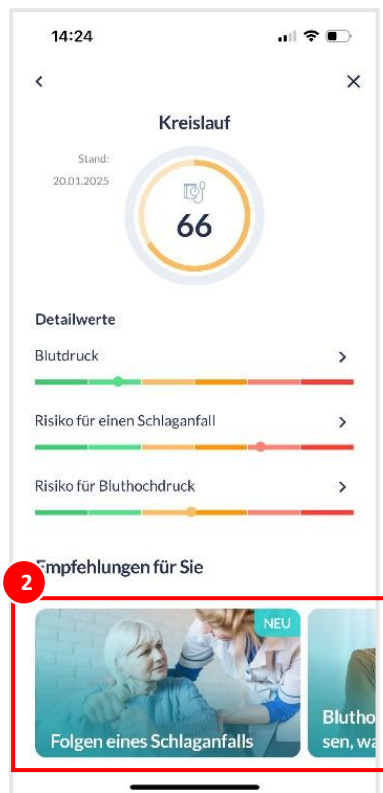 14:24
Kreislauf
Stand:
20.01.2025
66
Detailwerte
Blutdruck
Risiko für einen Schlaganfall
Risiko für Bluthochdruck
Empfehlungen für Sie
2
NEU
Folgen eines Schlaganfalls
Blutho
sen, wa